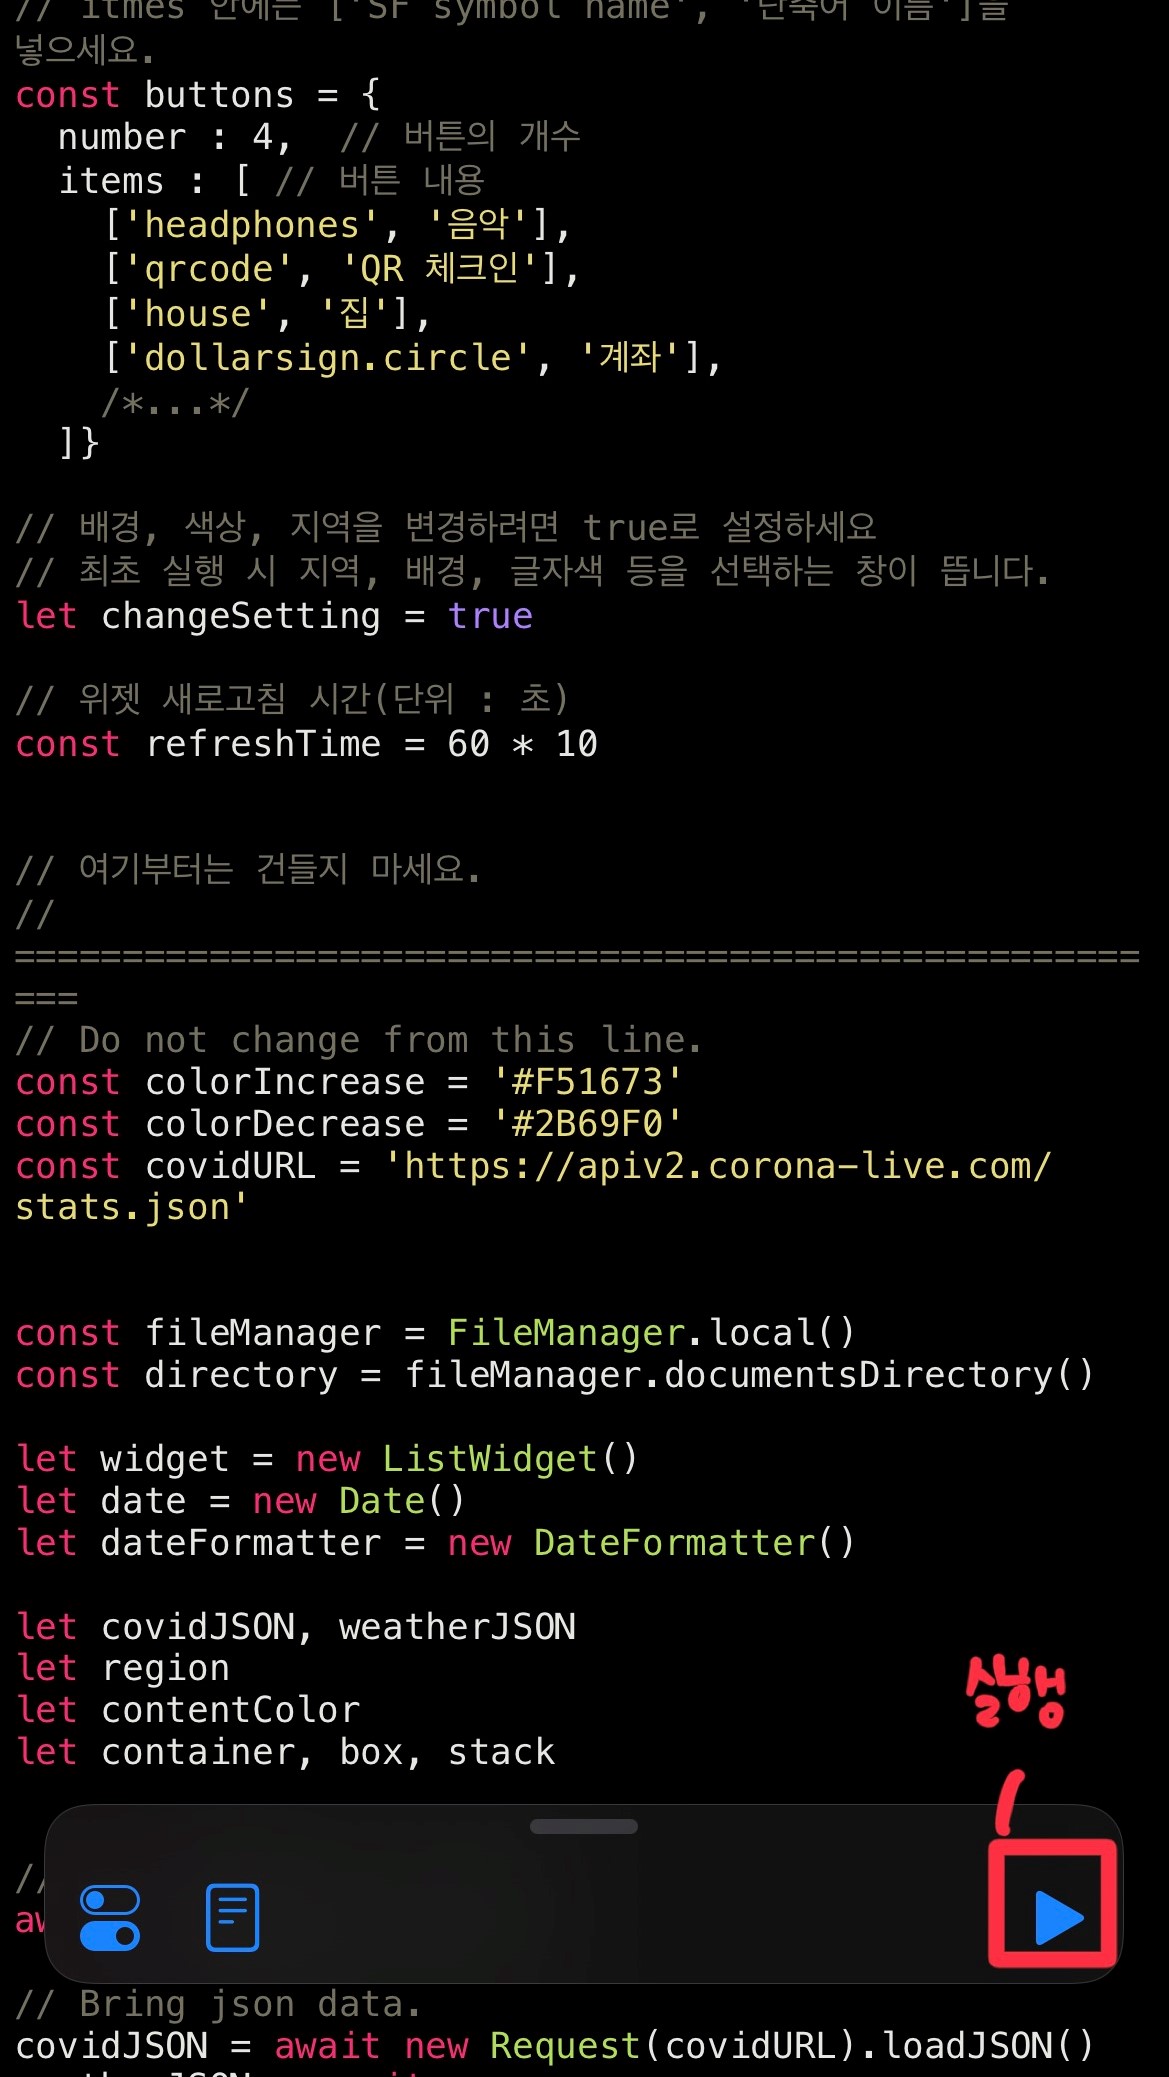 // itmes 안에는 ['SF symbol name', '단축어 이름']을
넣으세요.
const buttons = {
  number : 4,  // 버튼의 개수
  items : [ // 버튼 내용
    ['headphones', '음악'],
    ['qrcode', 'QR 체크인'],
    ['house', '집'],
    ['dollarsign.circle', '계좌'],
    /*...*/
  ]}
// 배경, 색상, 지역을 변경하려면 true로 설정하세요
// 최초 실행 시 지역, 배경, 글자색 등을 선택하는 창이 뜹니다.
let changeSetting = true
// 위젯 새로고침 시간(단위 : 초)
const refreshTime = 60 * 10
// 여기부터는 건들지 마세요.
//
====================================================
===
// Do not change from this line.
const colorIncrease = '#F51673'
const colorDecrease = '#2B69F0'
const covidURL = 'https://apiv2.corona-live.com/
stats.json'
const fileManager = FileManager.local()
const directory = fileManager.documentsDirectory()
let widget = new ListWidget()
let date = new Date()
let dateFormatter = new DateFormatter()
let covidJSON, weatherJSON
let region
let contentColor
let container, box, stack
실행
//
// Bring json data.
covidJSON = await new Request(covidURL).loadJSON()